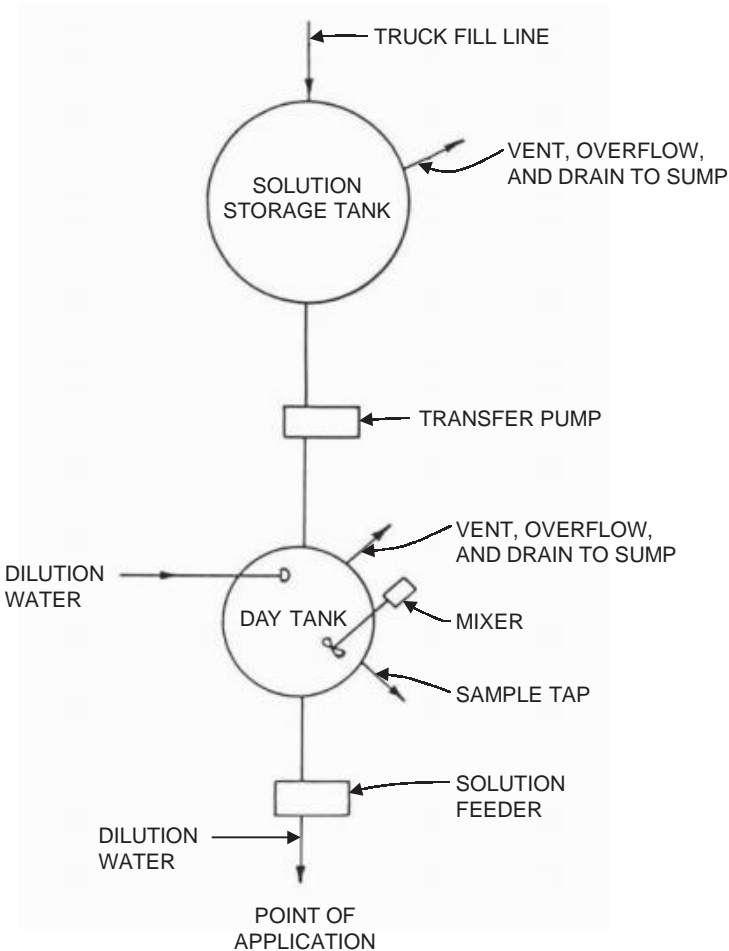 TRUCK FILL LINE
VENT, OVERFLOW,
AND DRAIN TO SUMP
SOLUTION
STORAGE TANK
TRANSFER PUMP
VENT, OVERFLOW,
AND DRAIN TO SUMP
DILUTION
WATER
DAY TANK
MIXER
SAMPLE TAP
SOLUTION
FEEDER
DILUTION
WATER
POINT OF
APPLICATION